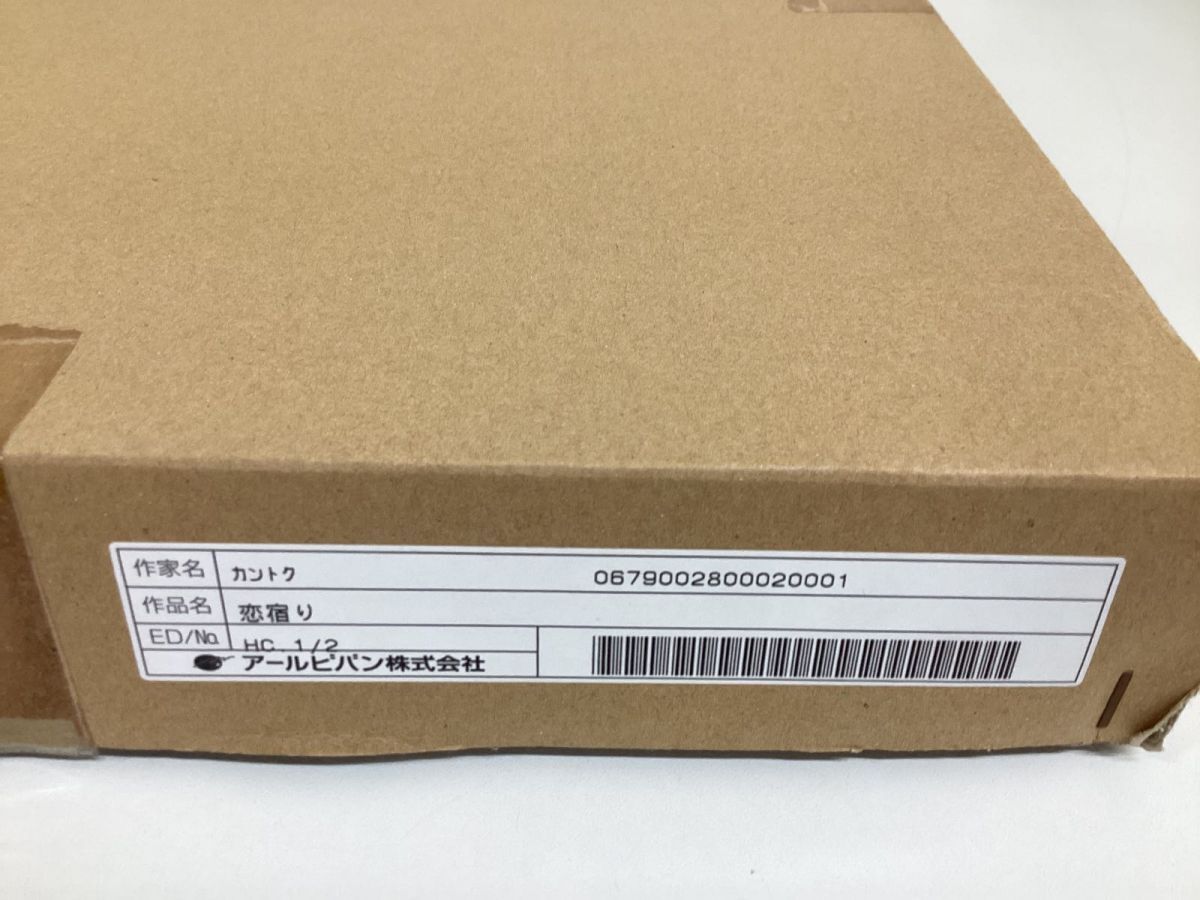 作家名 カントク 0679002800020001
作品名 恋宿り
ED/No. HC. 1/2
アールビバン株式会社